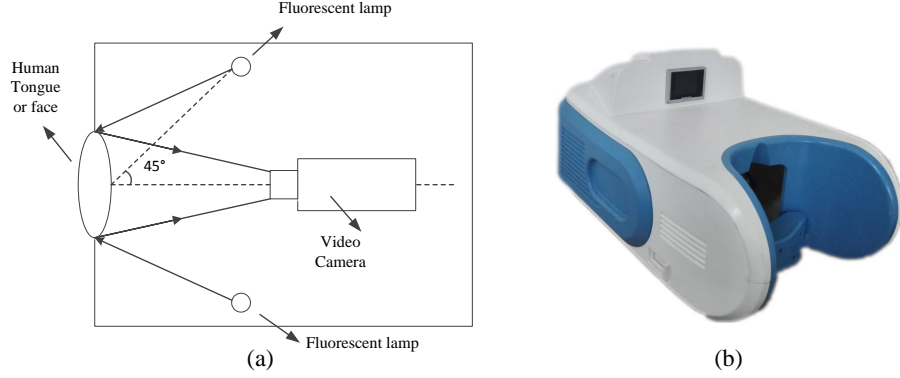 Fluorescent lamp
Human
Tongue
or face
45°
Video
Camera
Fluorescent lamp
(a)
(b)